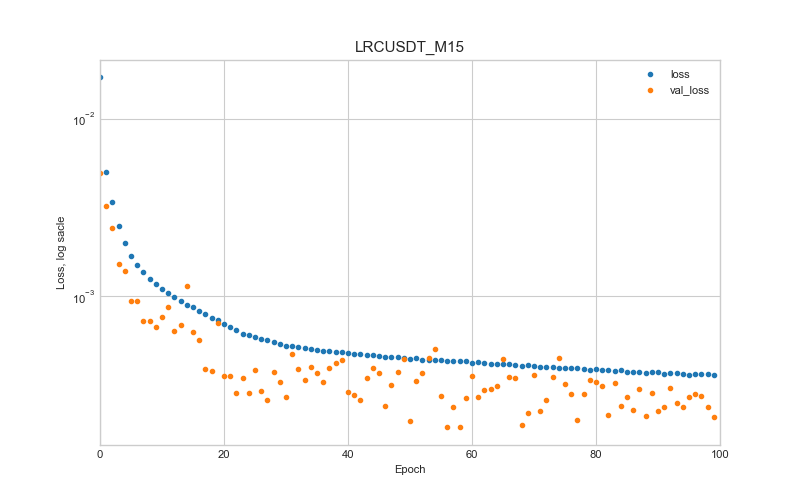 LRCUSDT_M15
loss
val_loss
10⁻²
10⁻³
Loss, log sacle
0 20 40 60 80 100
Epoch